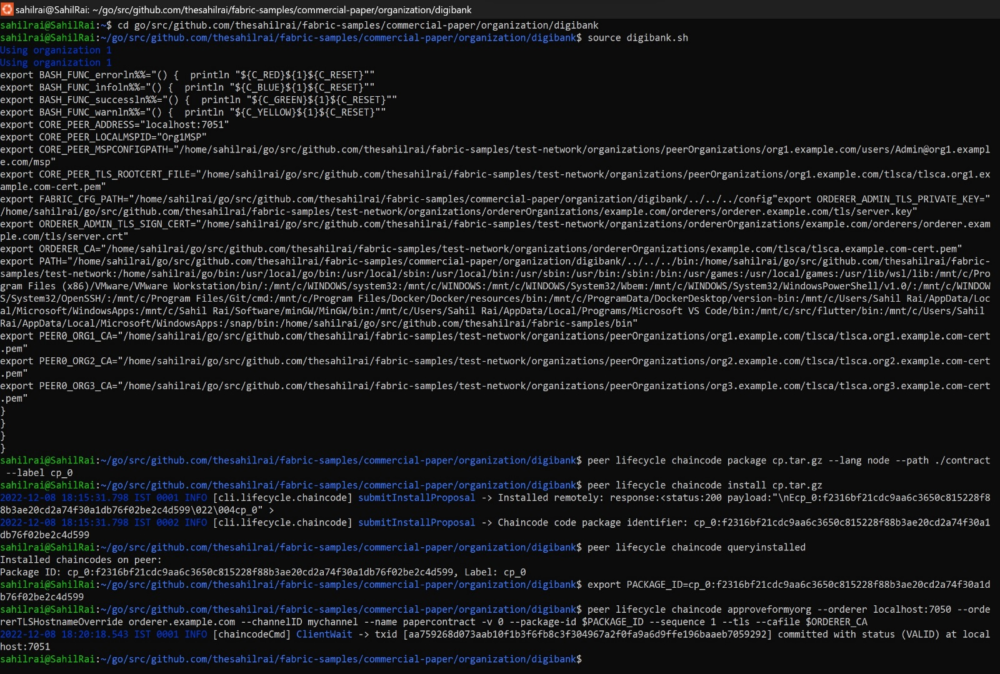 sahilrai@SahilRai: ~/go/src/github.com/thesahilrai/fabric-samples/commercial-paper/organization/digibank
sahilrai@SahilRai:~$ cd go/src/github.com/thesahilrai/fabric-samples/commercial-paper/organization/digibank
sahilrai@SahilRai:~/go/src/github.com/thesahilrai/fabric-samples/commercial-paper/organization/digibank$ source digibank.sh
Using organization 1
Using organization 1
export BASH_FUNC_errorln%%="() {  println "${C_RED}${1}${C_RESET}""
export BASH_FUNC_infoln%%="() {  println "${C_BLUE}${1}${C_RESET}""
export BASH_FUNC_successln%%="() {  println "${C_GREEN}${1}${C_RESET}""
export BASH_FUNC_warnln%%="() {  println "${C_YELLOW}${1}${C_RESET}""
export CORE_PEER_ADDRESS="localhost:7051"
export CORE_PEER_LOCALMSPID="Org1MSP"
export CORE_PEER_MSPCONFIGPATH="/home/sahilrai/go/src/github.com/thesahilrai/fabric-samples/test-network/organizations/peerOrganizations/org1.example.com/users/Admin@org1.exampl
e.com/msp"
export CORE_PEER_TLS_ROOTCERT_FILE="/home/sahilrai/go/src/github.com/thesahilrai/fabric-samples/test-network/organizations/peerOrganizations/org1.example.com/tlsca/tlsca.org1.ex
ample.com-cert.pem"
export FABRIC_CFG_PATH="/home/sahilrai/go/src/github.com/thesahilrai/fabric-samples/commercial-paper/organization/digibank/../../../config"export ORDERER_ADMIN_TLS_PRIVATE_KEY="
/home/sahilrai/go/src/github.com/thesahilrai/fabric-samples/test-network/organizations/ordererOrganizations/example.com/orderers/orderer.example.com/tls/server.key"
export ORDERER_ADMIN_TLS_SIGN_CERT="/home/sahilrai/go/src/github.com/thesahilrai/fabric-samples/test-network/organizations/ordererOrganizations/example.com/orderers/orderer.exam
ple.com/tls/server.crt"
export ORDERER_CA="/home/sahilrai/go/src/github.com/thesahilrai/fabric-samples/test-network/organizations/ordererOrganizations/example.com/tlsca/tlsca.example.com-cert.pem"
export PATH="/home/sahilrai/go/src/github.com/thesahilrai/fabric-samples/commercial-paper/organization/digibank/../../../bin:/home/sahilrai/go/src/github.com/thesahilrai/fabric-
samples/test-network:/home/sahilrai/go/bin:/usr/local/go/bin:/usr/local/sbin:/usr/local/bin:/usr/sbin:/usr/bin:/sbin:/bin:/usr/games:/usr/local/games:/usr/lib/wsl/lib:/mnt/c/Pro
gram Files (x86)/VMware/VMware Workstation/bin/:/mnt/c/WINDOWS/system32:/mnt/c/WINDOWS:/mnt/c/WINDOWS/System32/Wbem:/mnt/c/WINDOWS/System32/WindowsPowerShell/v1.0/:/mnt/c/WINDOW
S/System32/OpenSSH/:/mnt/c/Program Files/Git/cmd:/mnt/c/Program Files/Docker/Docker/resources/bin:/mnt/c/ProgramData/DockerDesktop/version-bin:/mnt/c/Users/Sahil Rai/AppData/Loc
al/Microsoft/WindowsApps:/mnt/c/Sahil Rai/Software/minGW/MinGW/bin:/mnt/c/Users/Sahil Rai/AppData/Local/Programs/Microsoft VS Code/bin:/mnt/c/src/flutter/bin:/mnt/c/Users/Sahil
Rai/AppData/Local/Microsoft/WindowsApps:/snap/bin:/home/sahilrai/go/src/github.com/thesahilrai/fabric-samples/bin"
export PEER0_ORG1_CA="/home/sahilrai/go/src/github.com/thesahilrai/fabric-samples/test-network/organizations/peerOrganizations/org1.example.com/tlsca/tlsca.org1.example.com-cert
.pem"
export PEER0_ORG2_CA="/home/sahilrai/go/src/github.com/thesahilrai/fabric-samples/test-network/organizations/peerOrganizations/org2.example.com/tlsca/tlsca.org2.example.com-cert
.pem"
export PEER0_ORG3_CA="/home/sahilrai/go/src/github.com/thesahilrai/fabric-samples/test-network/organizations/peerOrganizations/org3.example.com/tlsca/tlsca.org3.example.com-cert
.pem"
}
}
}
}
sahilrai@SahilRai:~/go/src/github.com/thesahilrai/fabric-samples/commercial-paper/organization/digibank$ peer lifecycle chaincode package cp.tar.gz --lang node --path ./contract
 --label cp_0
sahilrai@SahilRai:~/go/src/github.com/thesahilrai/fabric-samples/commercial-paper/organization/digibank$ peer lifecycle chaincode install cp.tar.gz
2022-12-08 18:15:31.798 IST 0001 INFO [cli.lifecycle.chaincode] submitInstallProposal -> Installed remotely: response:<status:200 payload:"\nEcp_0:f2316bf21cdc9aa6c3650c815228f8
8b3ae20cd2a74f30a1db76f02be2c4d599\022\004cp_0" >
2022-12-08 18:15:31.798 IST 0002 INFO [cli.lifecycle.chaincode] submitInstallProposal -> Chaincode code package identifier: cp_0:f2316bf21cdc9aa6c3650c815228f88b3ae20cd2a74f30a1
db76f02be2c4d599
sahilrai@SahilRai:~/go/src/github.com/thesahilrai/fabric-samples/commercial-paper/organization/digibank$ peer lifecycle chaincode queryinstalled
Installed chaincodes on peer:
Package ID: cp_0:f2316bf21cdc9aa6c3650c815228f88b3ae20cd2a74f30a1db76f02be2c4d599, Label: cp_0
sahilrai@SahilRai:~/go/src/github.com/thesahilrai/fabric-samples/commercial-paper/organization/digibank$ export PACKAGE_ID=cp_0:f2316bf21cdc9aa6c3650c815228f88b3ae20cd2a74f30a1d
b76f02be2c4d599
sahilrai@SahilRai:~/go/src/github.com/thesahilrai/fabric-samples/commercial-paper/organization/digibank$ peer lifecycle chaincode approveformyorg --orderer localhost:7050 --orde
rerTLSHostnameOverride orderer.example.com --channelID mychannel --name papercontract -v 0 --package-id $PACKAGE_ID --sequence 1 --tls --cafile $ORDERER_CA
2022-12-08 18:20:18.543 IST 0001 INFO [chaincodeCmd] ClientWait -> txid [aa759268d073aab10f1b3f6fb8c3f304967a2f0fa9a6d9ffe196baaeb7059292] committed with status (VALID) at local
host:7051
sahilrai@SahilRai:~/go/src/github.com/thesahilrai/fabric-samples/commercial-paper/organization/digibank$